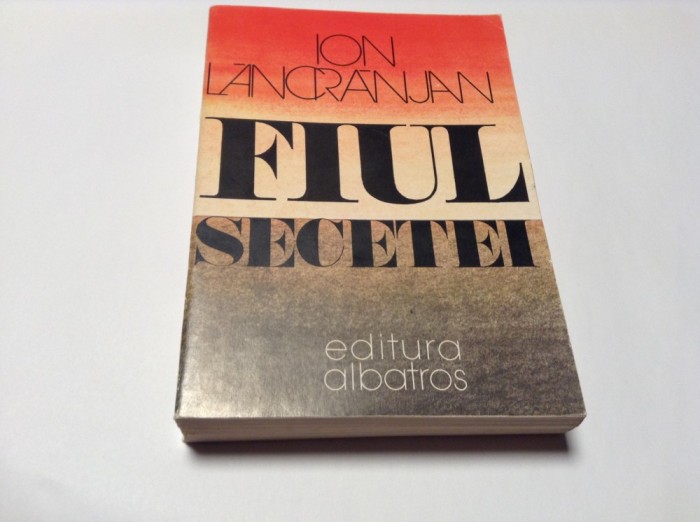 ION
LĂNCRĂNJAN
FIUL
SECETEI
editura
albatros